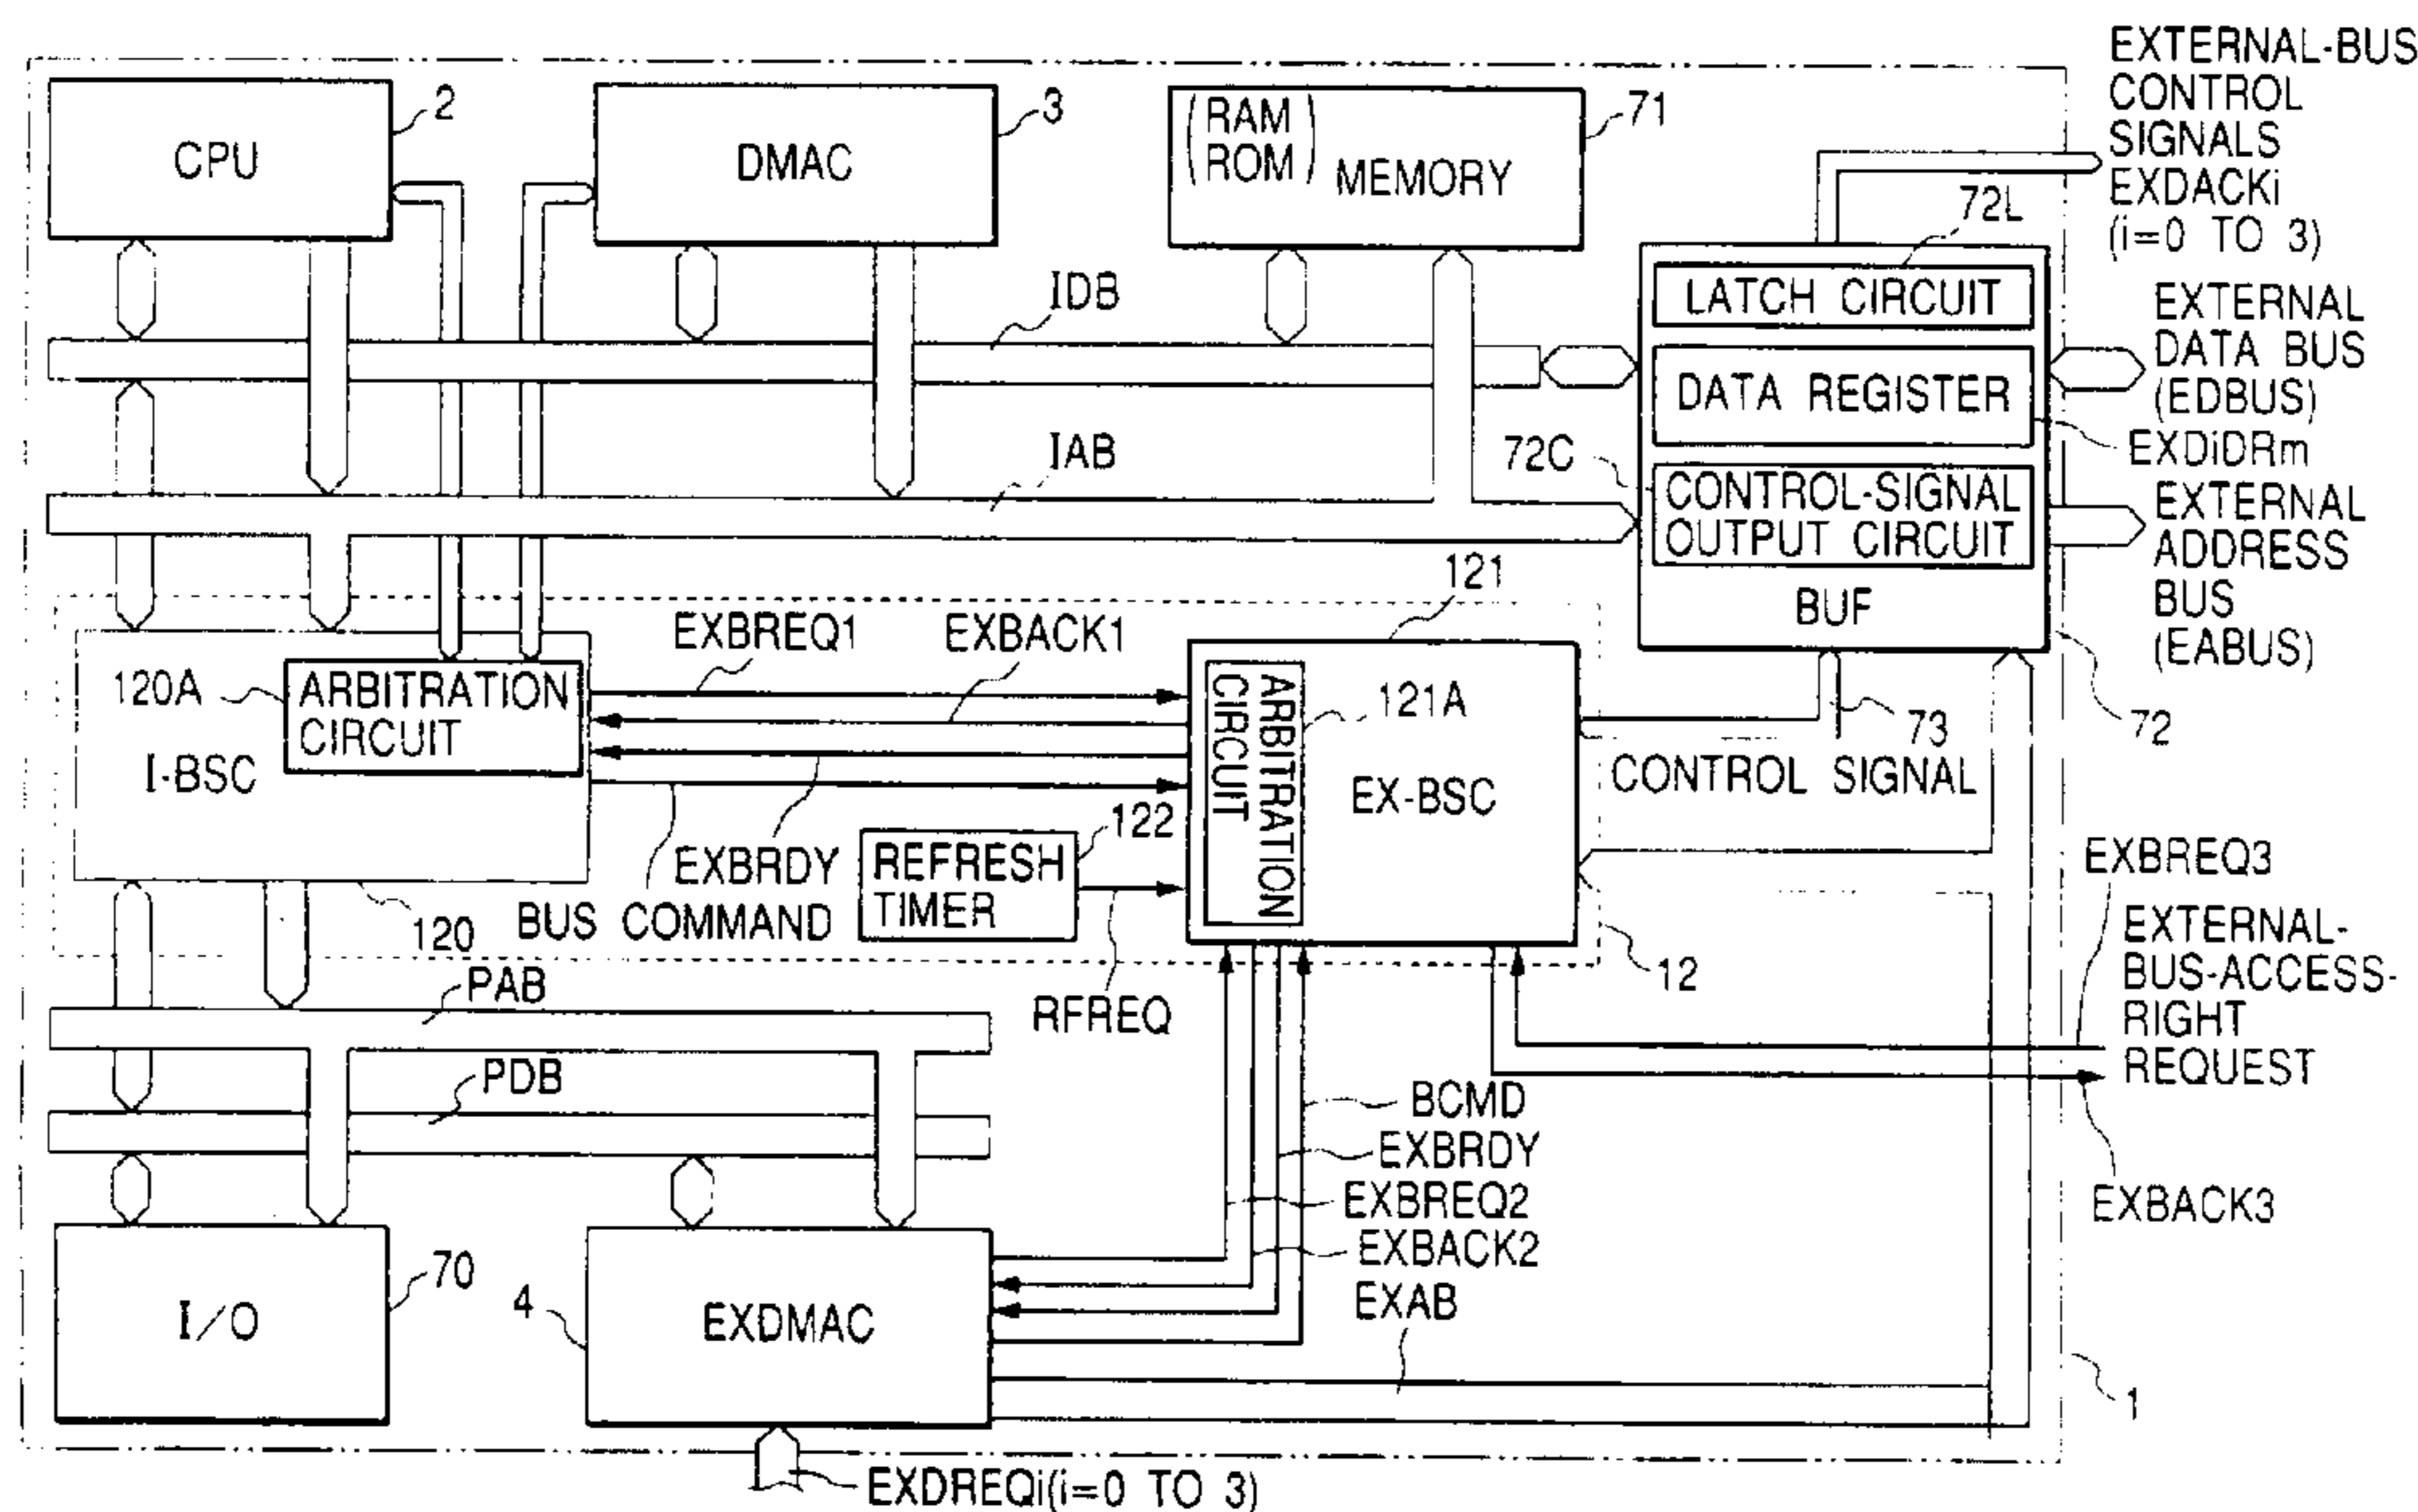 EXTERNAL-BUS
CONTROL
SIGNALS
EXDACKi
(i=0 TO 3)
CPU
2
DMAC
3
(RAM
ROM)
MEMORY
71
72L
LATCH CIRCUIT
DATA REGISTER
72C
CONTROL-SIGNAL
OUTPUT CIRCUIT
BUF
EXTERNAL
DATA BUS
(EDBUS)
EXDiDRm
EXTERNAL
ADDRESS
BUS
(EABUS)
72
IDB
IAB
121
EXBREQ1
EXBACK1
120A
ARBITRATION
CIRCUIT
I-BSC
ARBITRATION
CIRCUIT
121A
EX-BSC
73
CONTROL SIGNAL
122
REFRESH
TIMER
EXBRDY
BUS COMMAND
120
RFREQ
12
EXBREQ3
EXTERNAL-
BUS-ACCESS-
RIGHT
REQUEST
EXBACK3
PAB
PDB
BCMD
EXBRDY
EXBREQ2
EXBACK2
EXAB
I/O
70
4
EXDMAC
1
EXDREQi(i=0 TO 3)